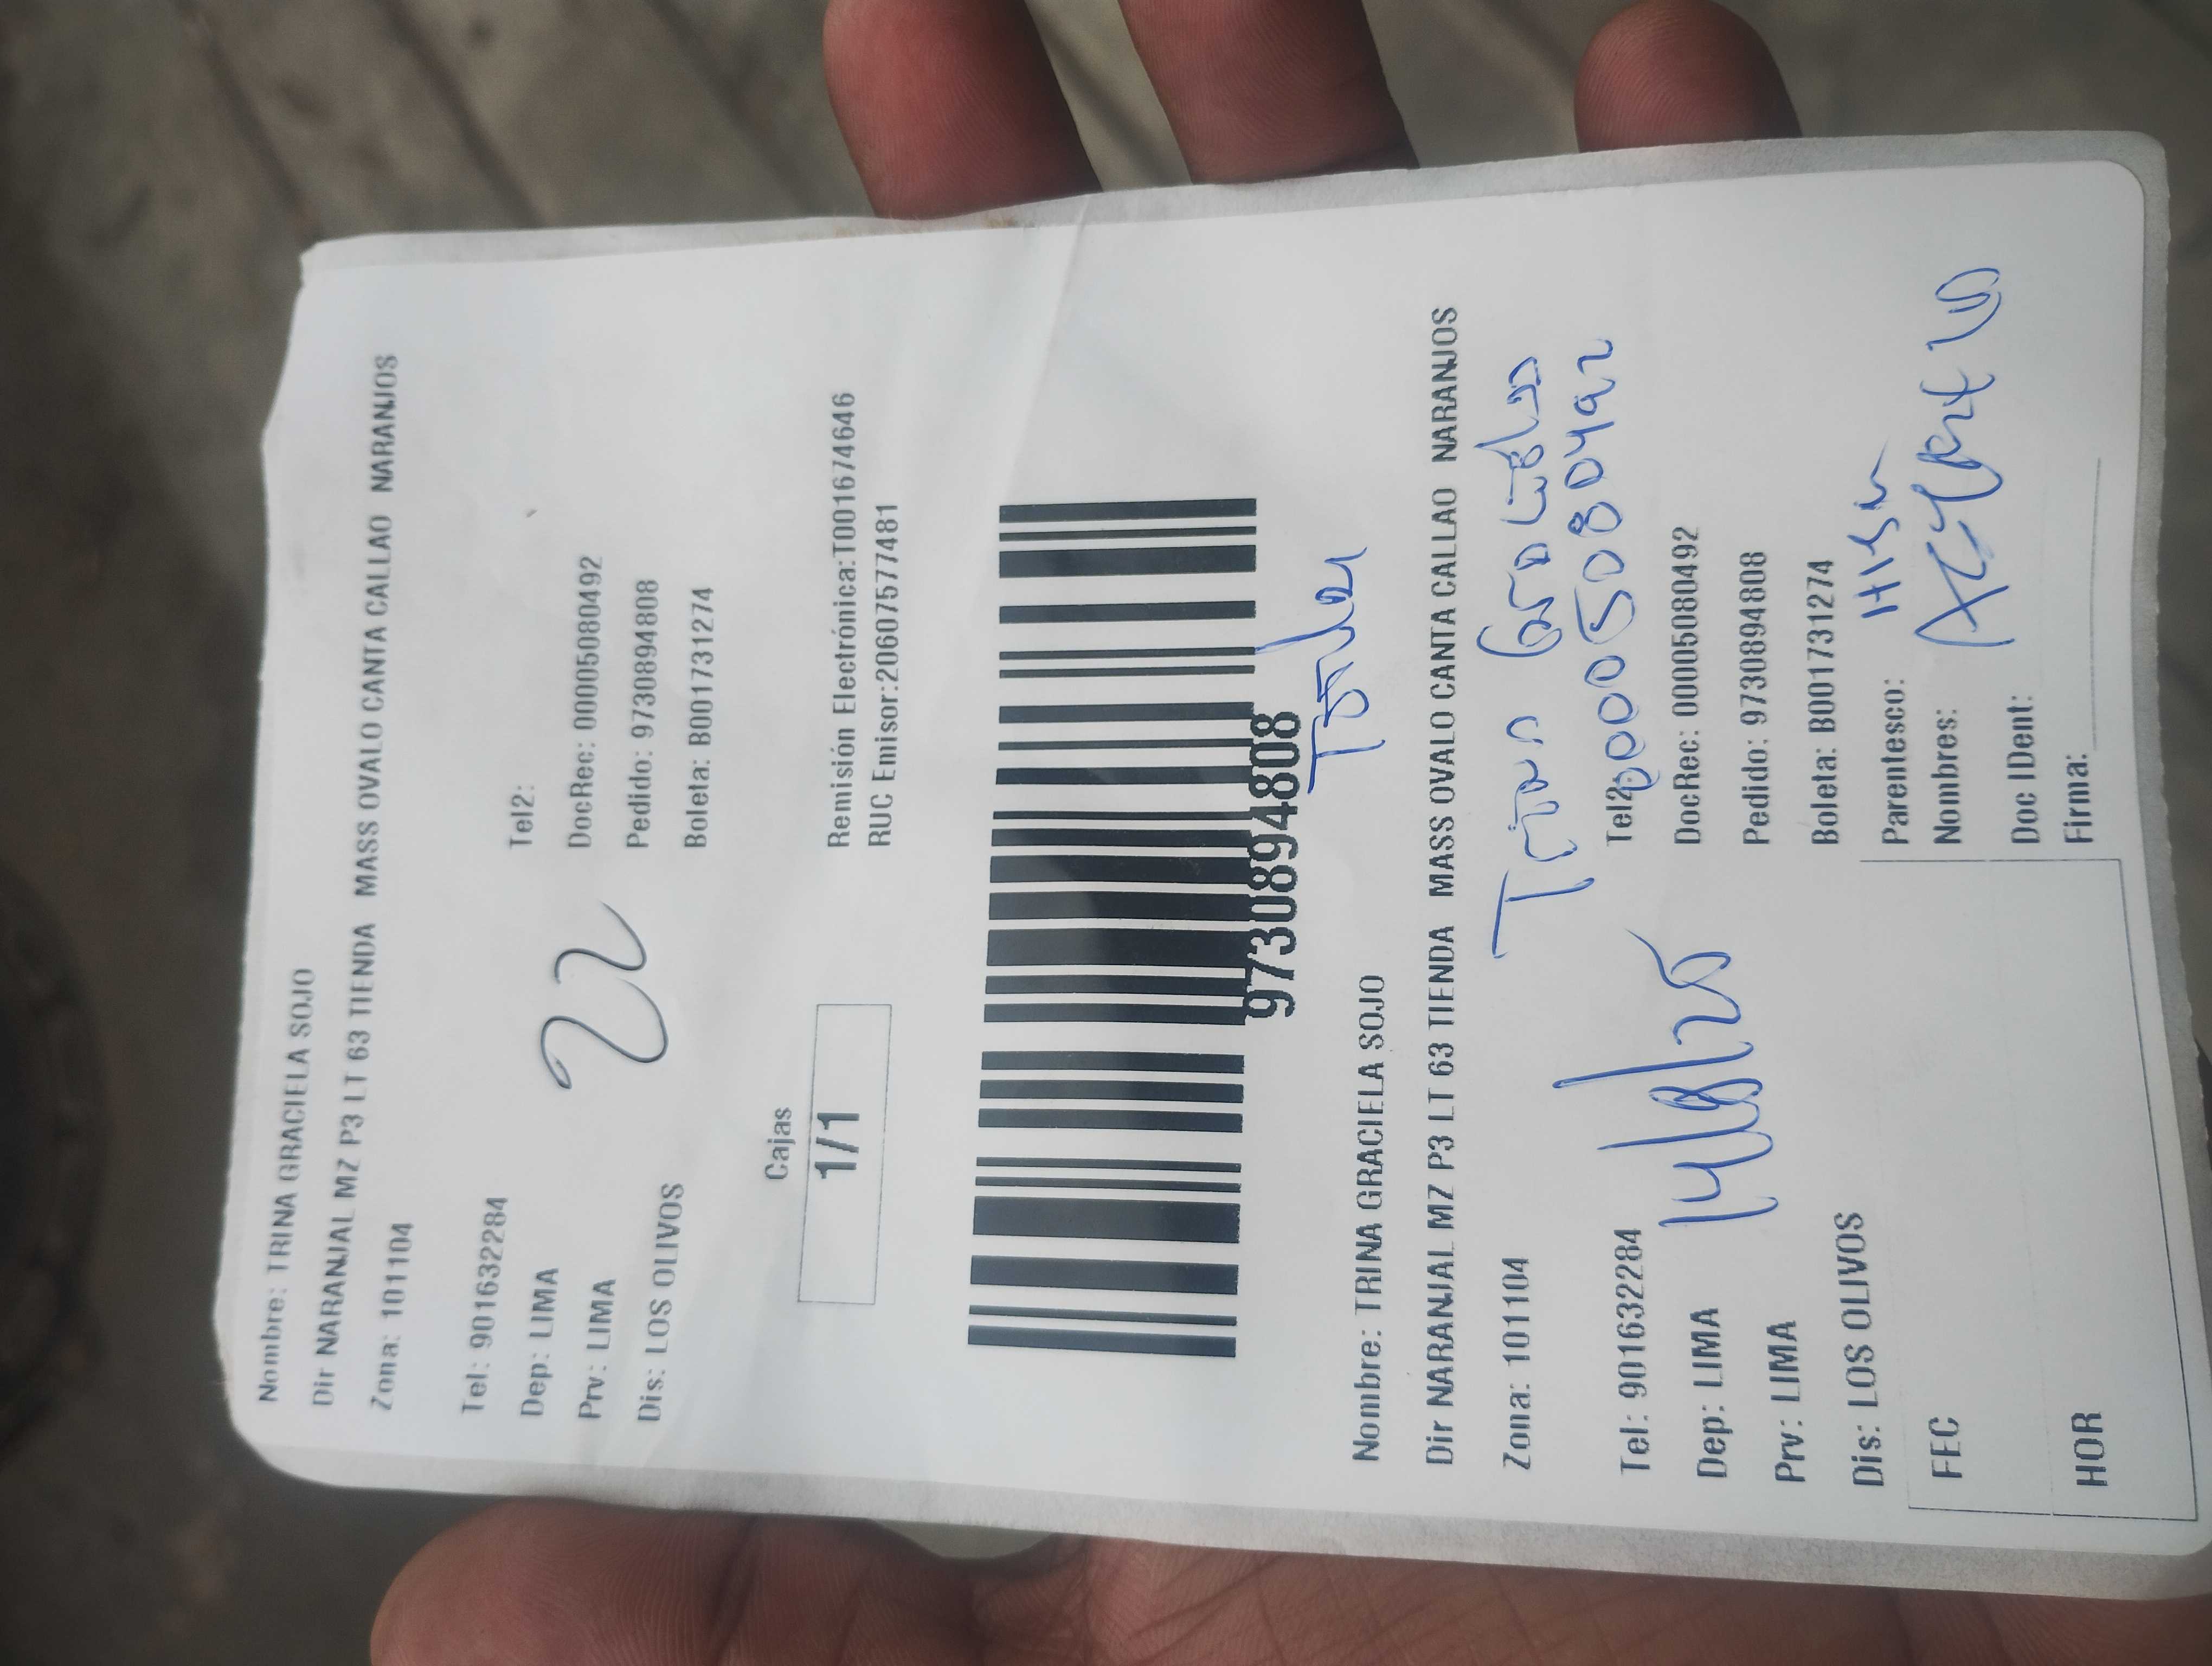 Nombre: TRINA GRACIELA SOJO
Dir NARANJAL MZ P3 LT 63 TIENDA MASS OVALO CANTA CALLAO NARANJOS
Zona: 101104
Tel: 901632284
Tel2:
Dep: LIMA
DocRec: 00005080492
Prv: LIMA
Pedido: 9730894808
Dis: LOS OLIVOS
Boleta: B001731274
22
Cajas
1/1
Remisión Electrónica:T001674646
RUC Emisor:20607577481
9730894808
Nombre: TRINA GRACIELA SOJO
Dir NARANJAL MZ P3 LT 63 TIENDA MASS OVALO CANTA CALLAO NARANJOS
Zona: 101104
Trina
Tel: 901632284
Tel2:
00005080492
Dep: LIMA
DocRec: 00005080492
14/8/25
Prv: LIMA
Pedido: 9730894808
Dis: LOS OLIVOS
Boleta: B001731274
Parentesco:
FEC
Nombres:
Doc IDent:
HOR
Firma: